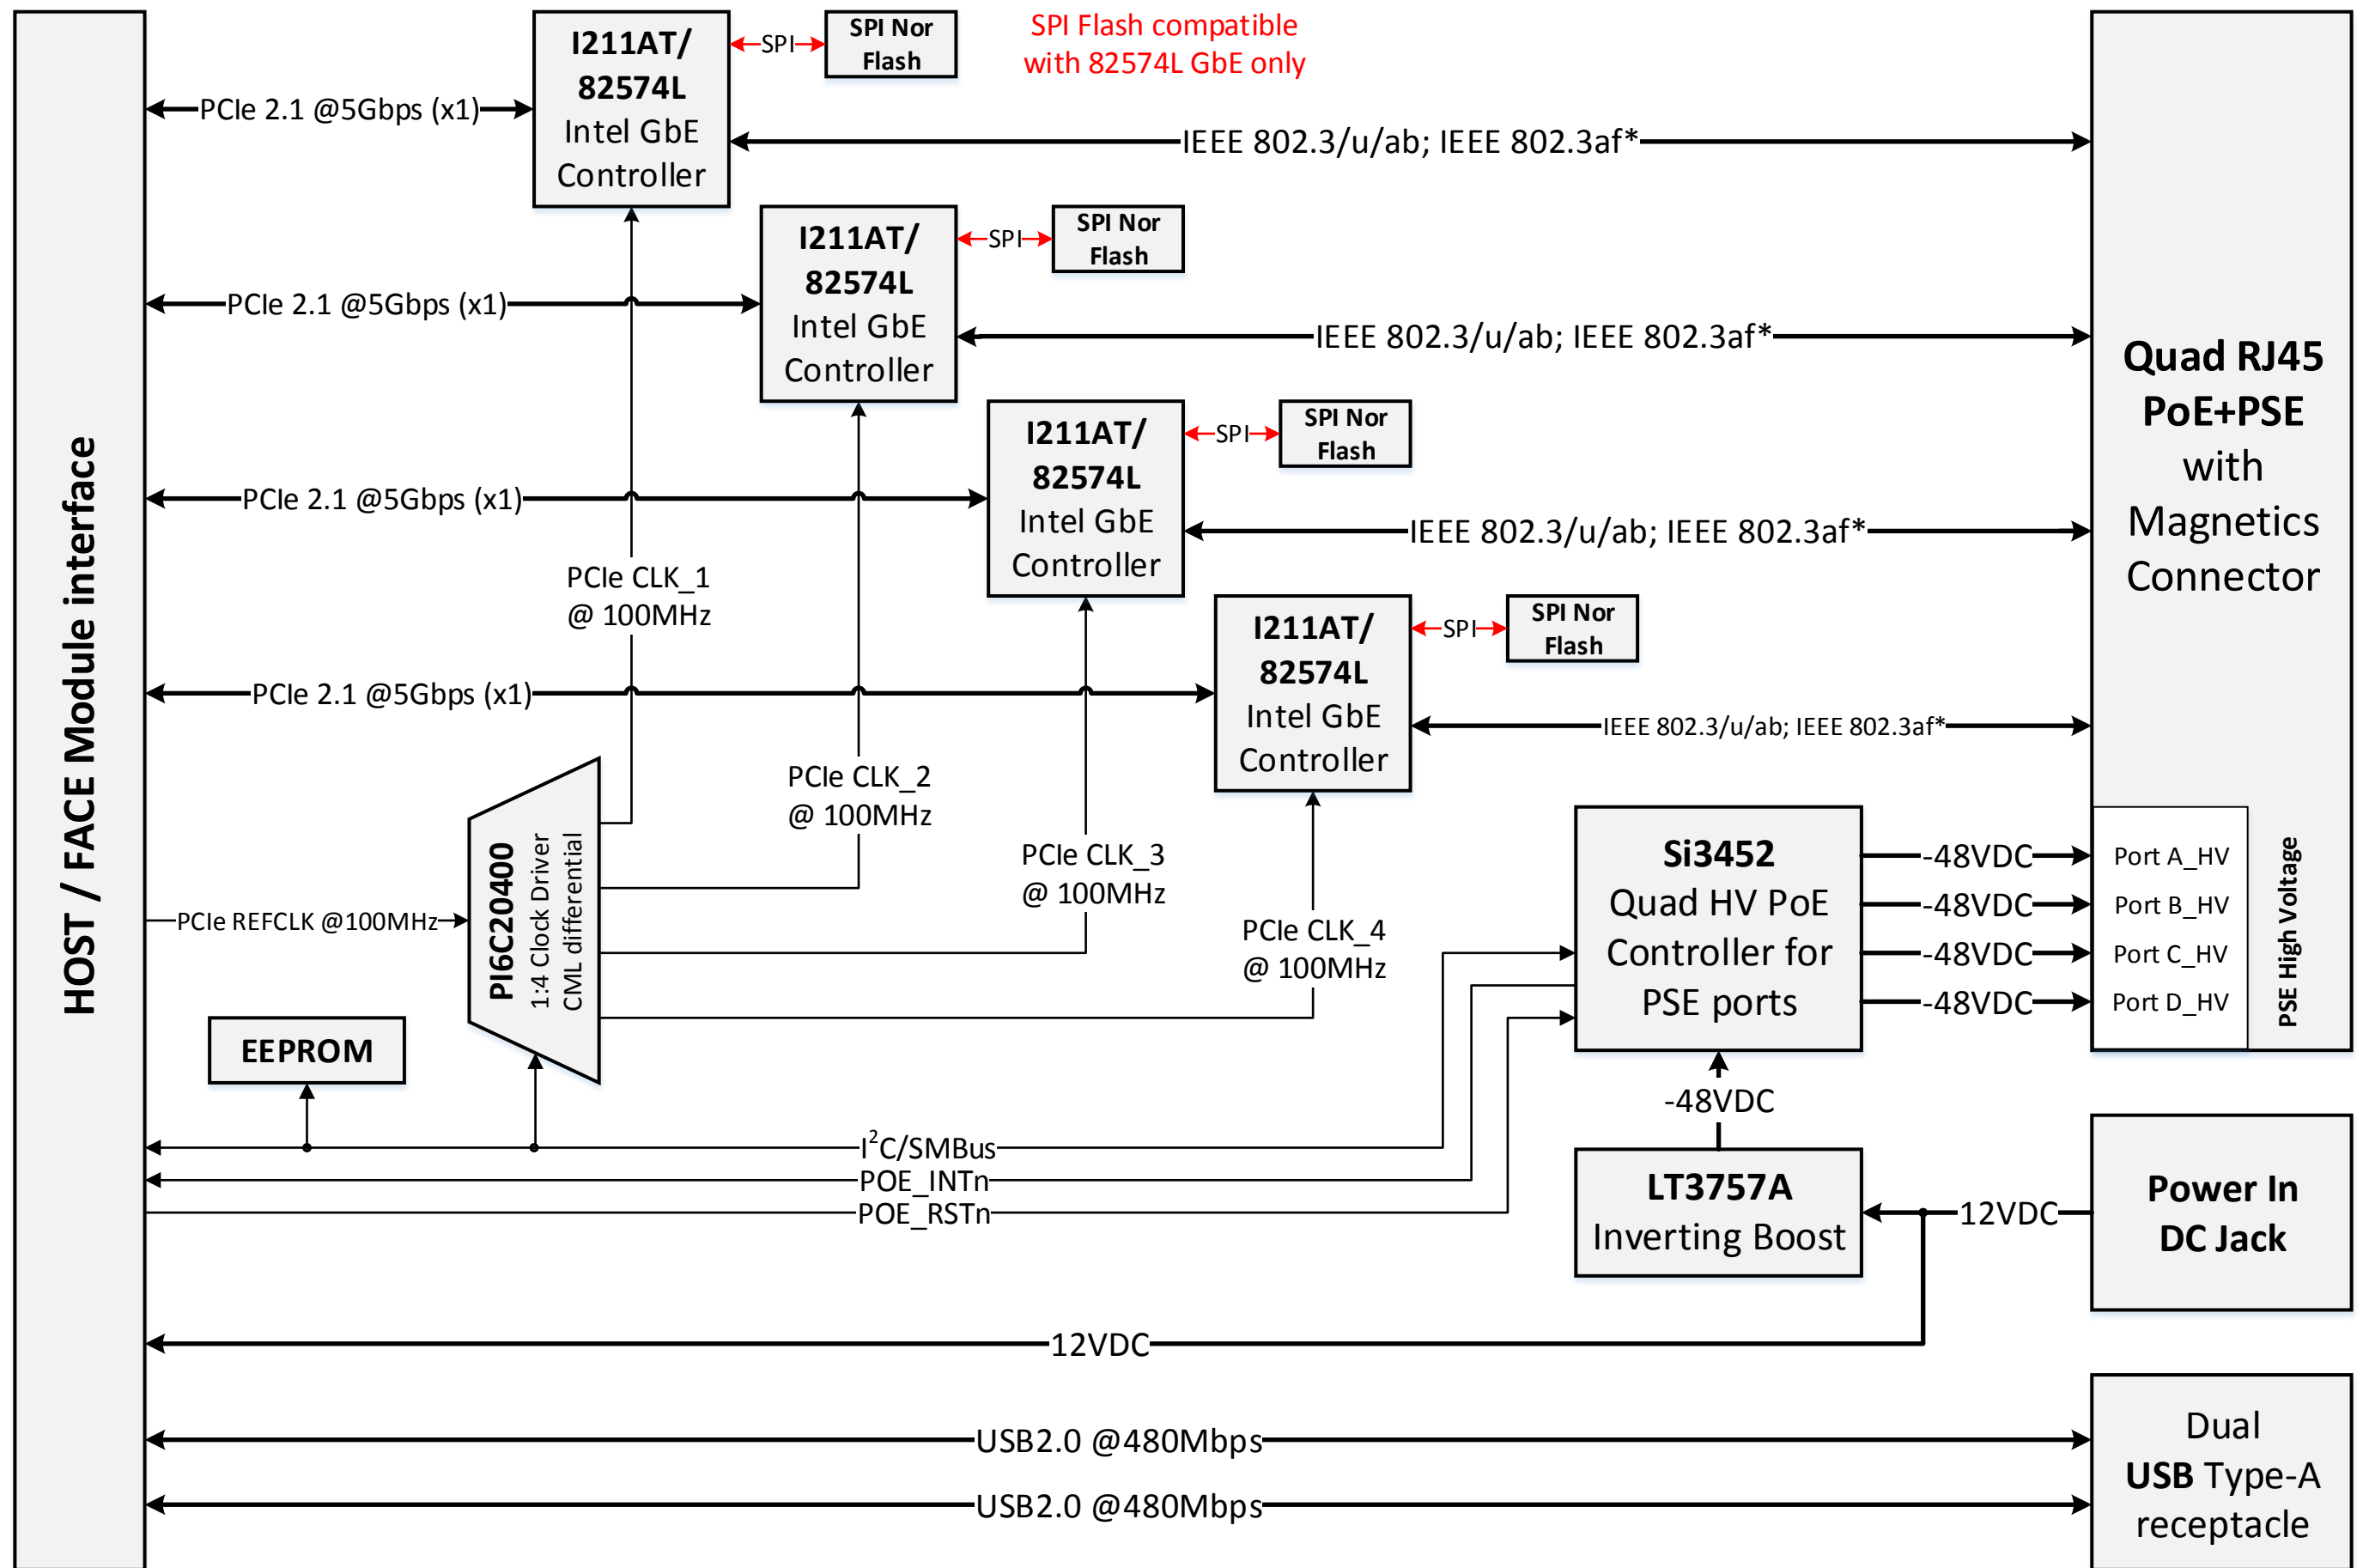 HOST / FACE Module interface
I211AT/
82574L
Intel GbE
Controller
SPI
SPI Nor
Flash
SPI Flash compatible
with 82574L GbE only
PCIe 2.1 @5Gbps (x1)
IEEE 802.3/u/ab; IEEE 802.3af*
I211AT/
82574L
Intel GbE
Controller
SPI
SPI Nor
Flash
PCIe 2.1 @5Gbps (x1)
IEEE 802.3/u/ab; IEEE 802.3af*
I211AT/
82574L
Intel GbE
Controller
SPI
SPI Nor
Flash
PCIe 2.1 @5Gbps (x1)
IEEE 802.3/u/ab; IEEE 802.3af*
I211AT/
82574L
Intel GbE
Controller
SPI
SPI Nor
Flash
PCIe 2.1 @5Gbps (x1)
IEEE 802.3/u/ab; IEEE 802.3af*
Quad RJ45
PoE+PSE
with
Magnetics
Connector
PCIe CLK_1
@ 100MHz
PCIe CLK_2
@ 100MHz
PCIe CLK_3
@ 100MHz
PCIe CLK_4
@ 100MHz
PCIe REFCLK @100MHz
PI6C20400
1:4 Clock Driver
CML differential
Si3452
Quad HV PoE
Controller for
PSE ports
-48VDC
-48VDC
-48VDC
-48VDC
Port A_HV
Port B_HV
Port C_HV
Port D_HV
PSE High Voltage
EEPROM
-48VDC
I²C/SMBus
POE_INTn
POE_RSTn
LT3757A
Inverting Boost
12VDC
Power In
DC Jack
12VDC
USB2.0 @480Mbps
USB2.0 @480Mbps
Dual
USB Type-A
receptacle